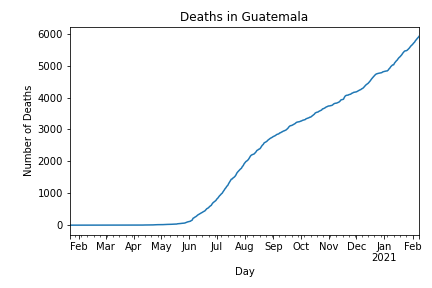 Deaths in Guatemala
6000
5000
4000
3000
2000
1000
0
Number of Deaths
Feb Mar Apr May Jun Jul Aug Sep Oct Nov Dec Jan Feb
2021
Day